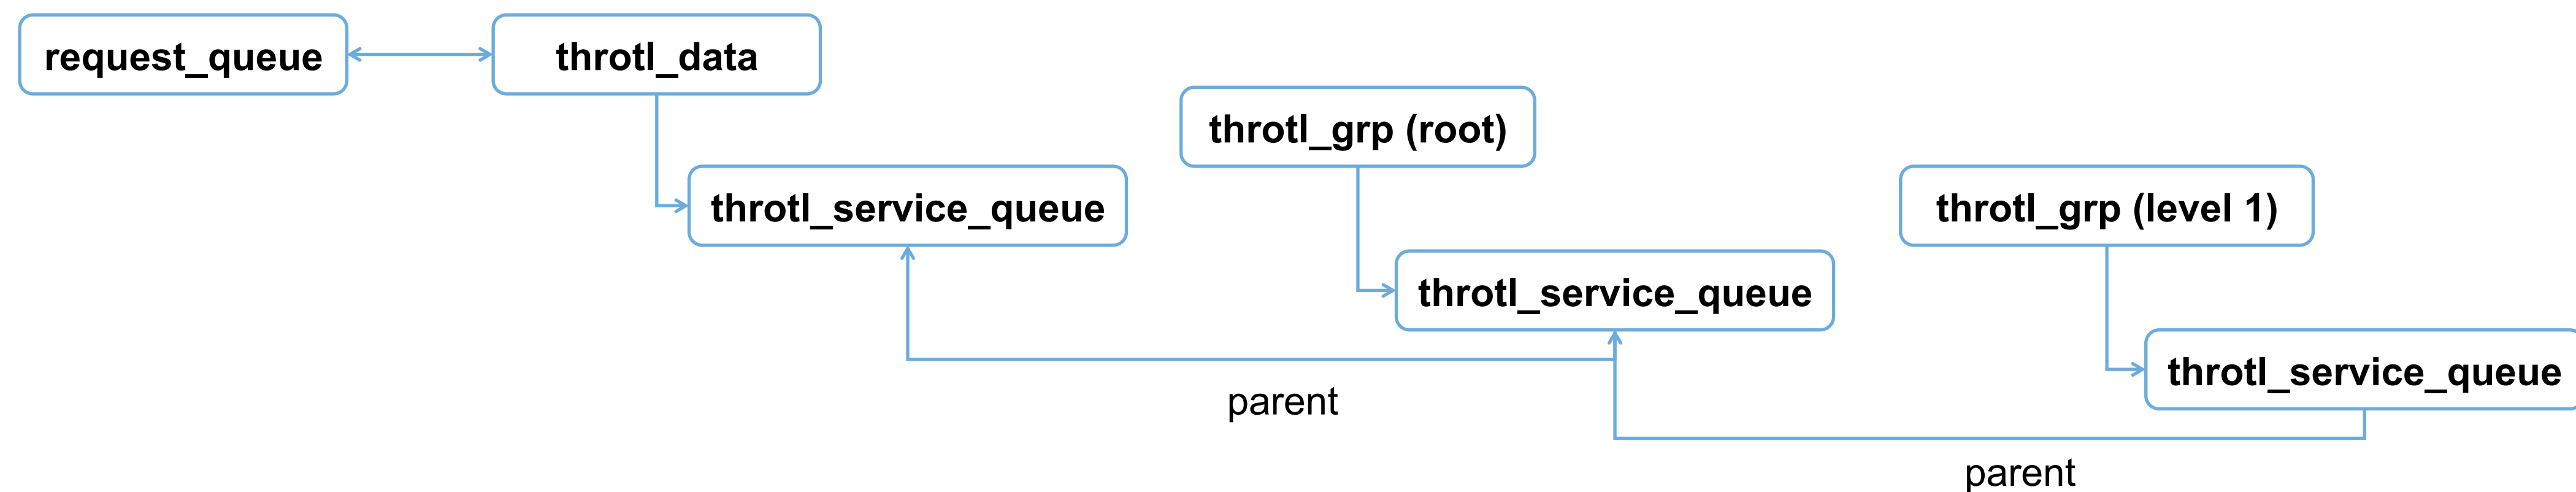 request_queue
throtl_data
throtl_grp (root)
throtl_service_queue
throtl_grp (level 1)
throtl_service_queue
throtl_service_queue
parent
parent